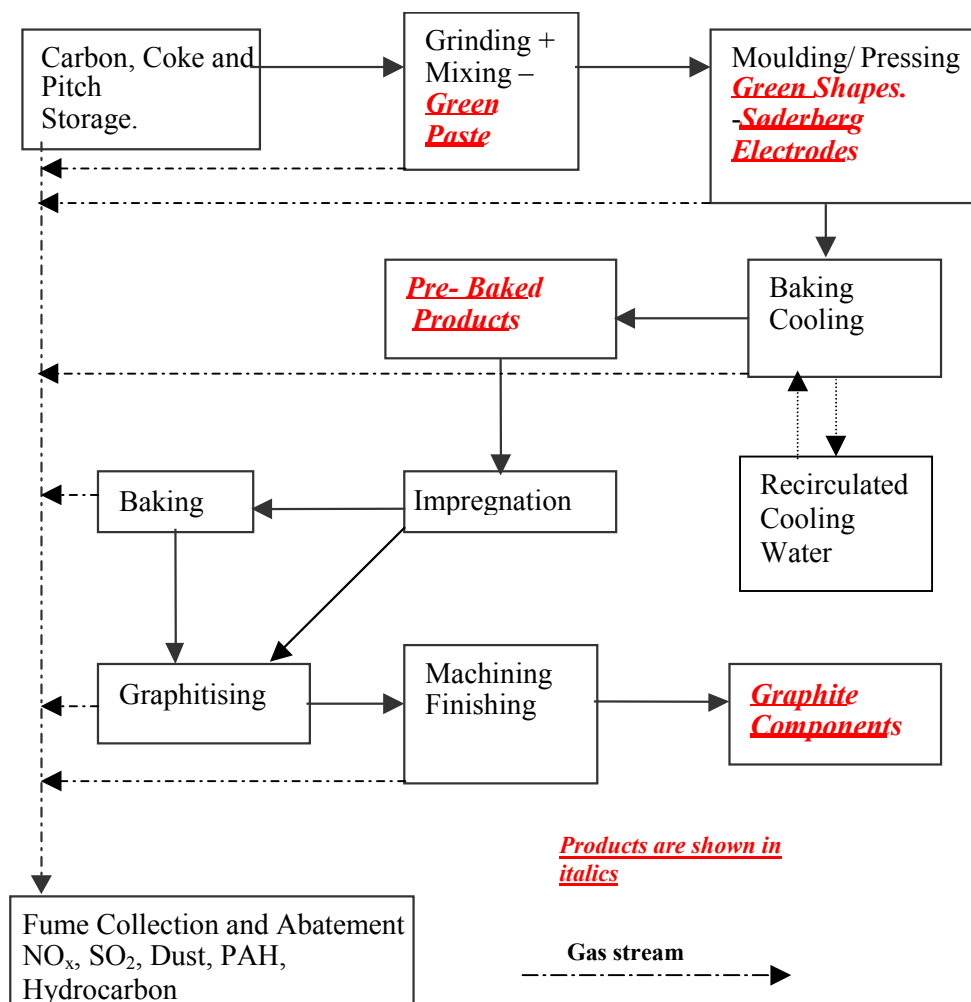 Carbon, Coke and
Pitch
Storage.
Grinding +
Mixing –
Green
Paste
Moulding/ Pressing
Green Shapes.
-Søderberg
Electrodes
Pre- Baked
Products
Baking
Cooling
Baking
Impregnation
Recirculated
Cooling
Water
Graphitising
Machining
Finishing
Graphite
Components
Products are shown in
italics
Fume Collection and Abatement
NOx, SO2, Dust, PAH,
Hydrocarbon
Gas stream